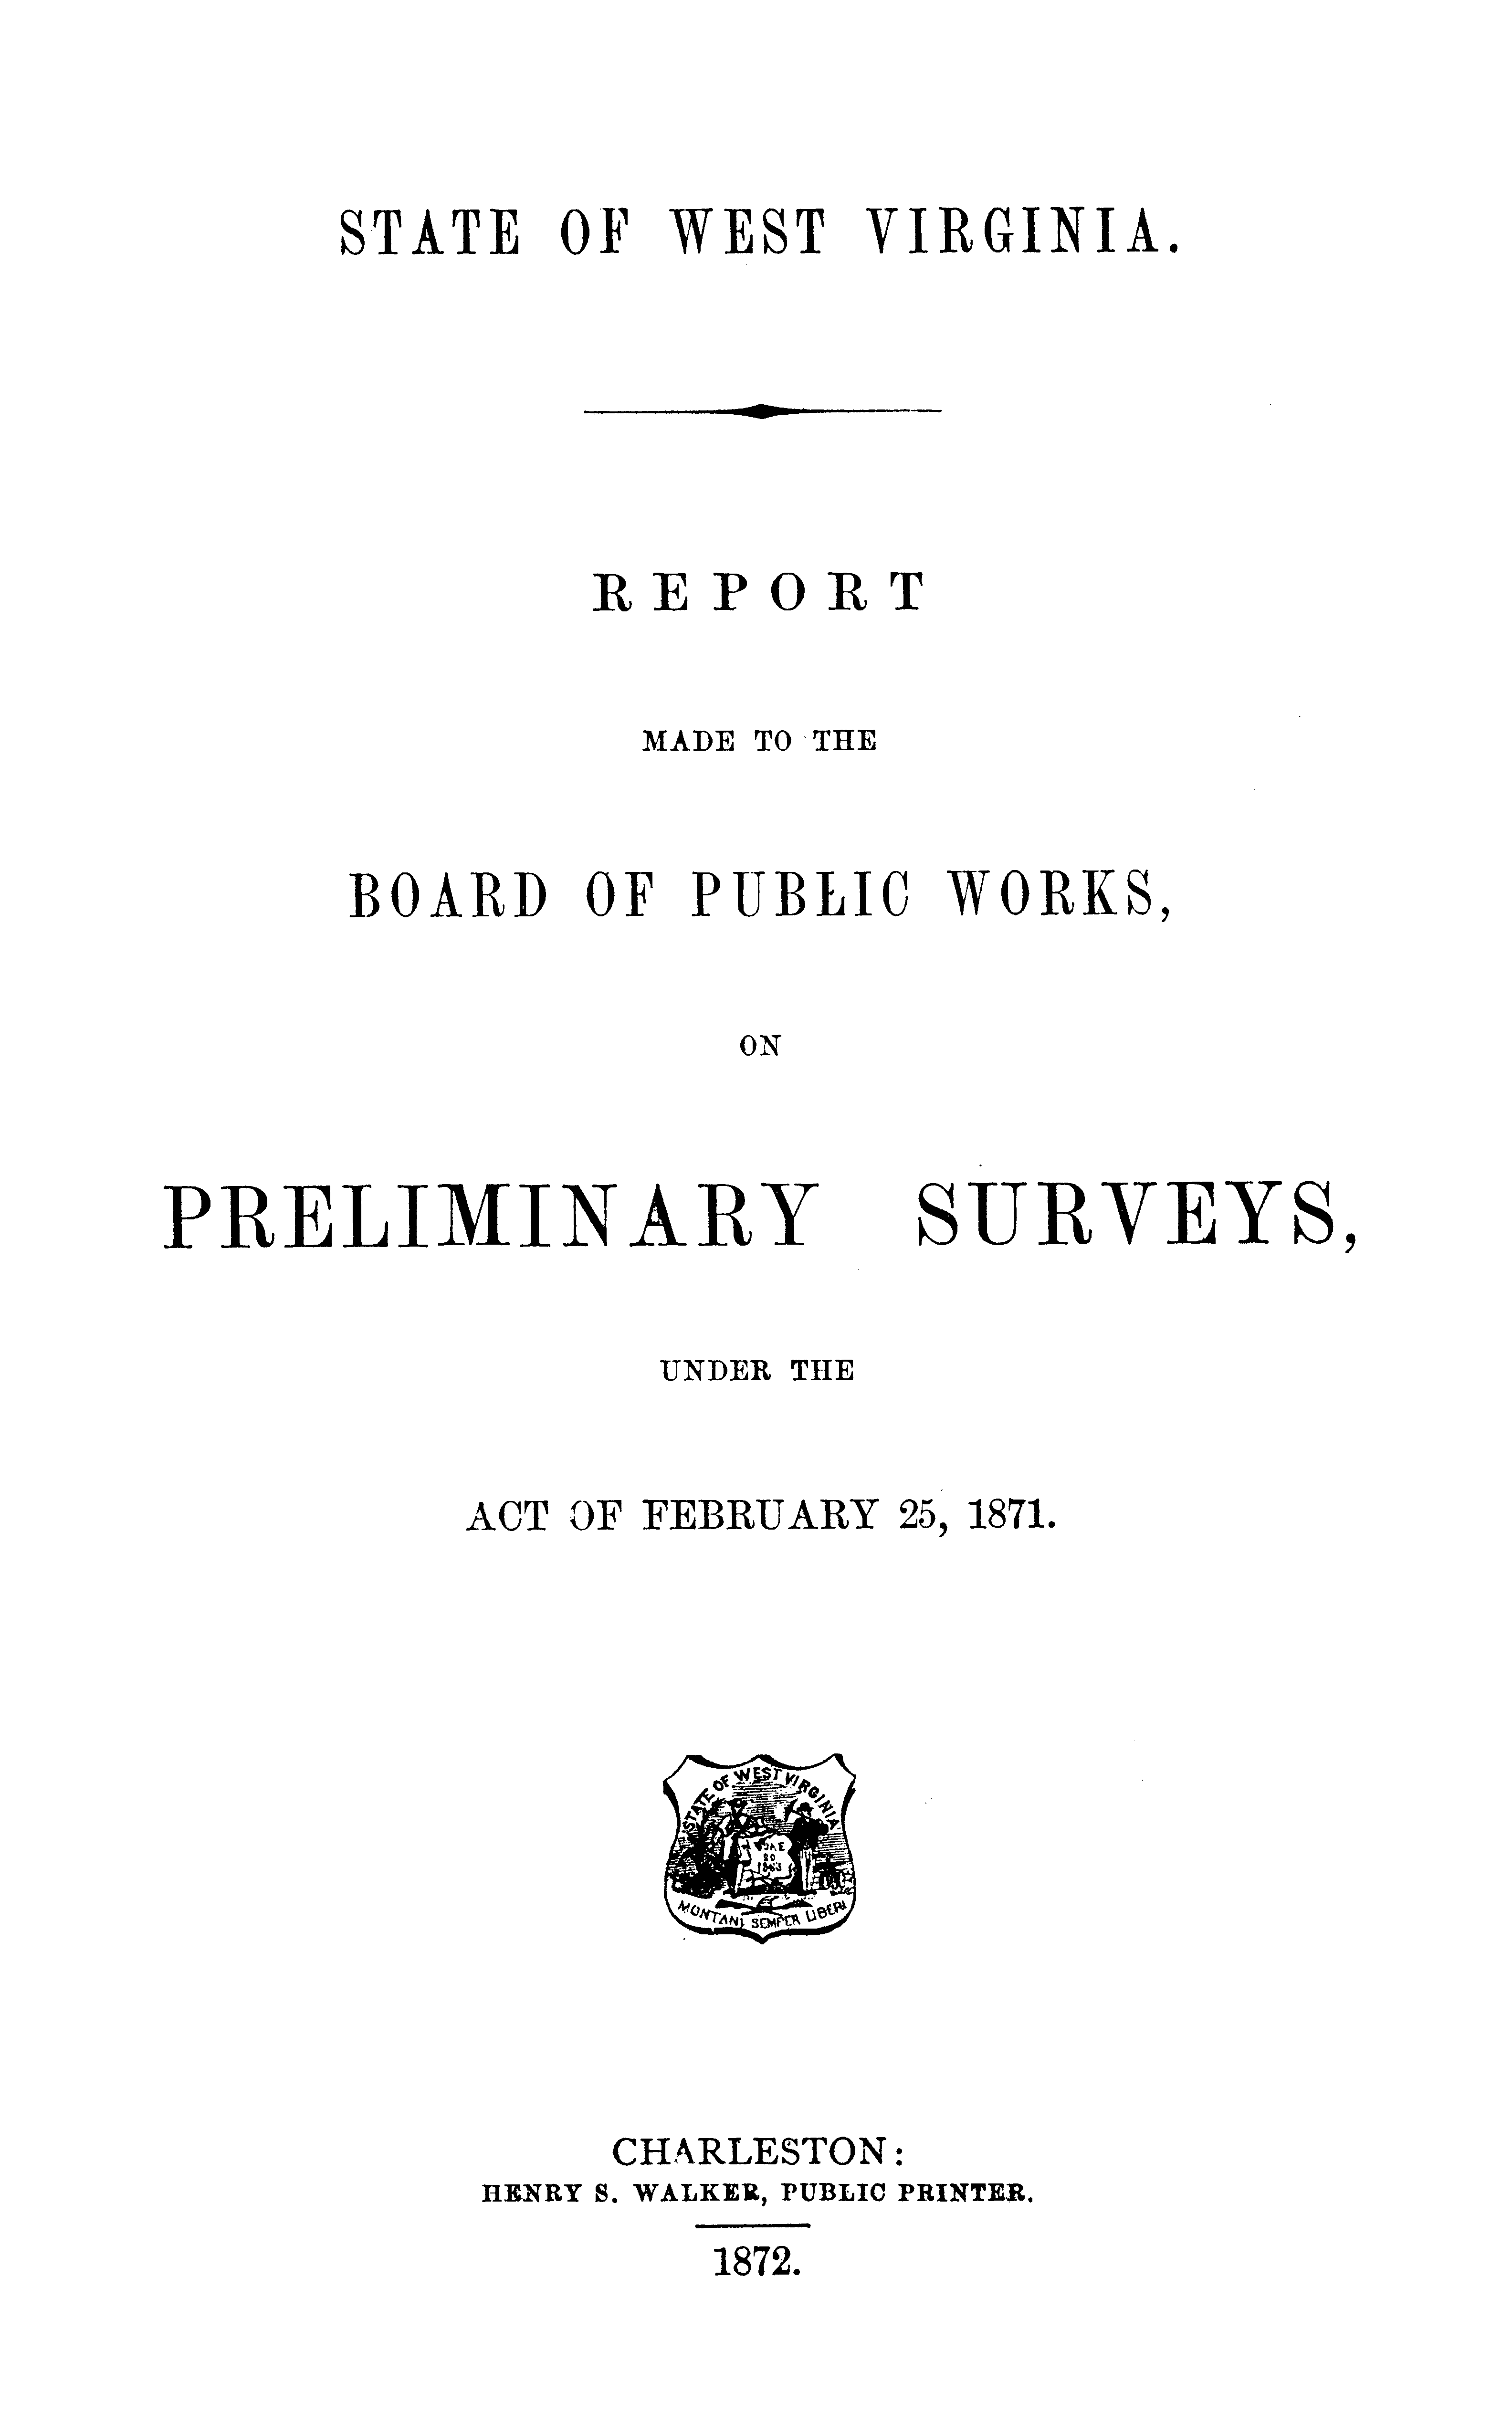 STATE OF WEST VIRGINIA.
REPORT
MADE TO THE
BOARD OF PUBLIC WORKS,
ON
PRELIMINARY SURVEYS,
UNDER THE
ACT OF FEBRUARY 25, 1871.
STATE OF WEST VIRGINIA
JUNE
20
1863
MONTANI SEMPER LIBERI
CHARLESTON:
HENRY S. WALKER, PUBLIC PRINTER.
1872.